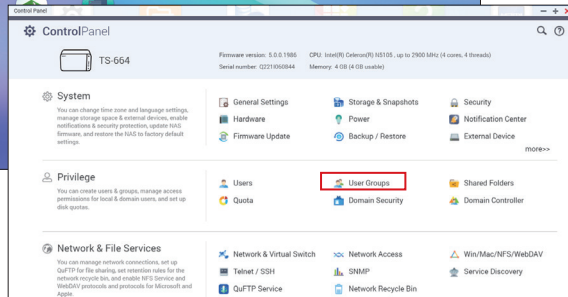 Control Panel
ControlPanel
TS-664
Firmware version: 5.0.0.1986 CPU: Intel(R) Celeron(R) N5105 , up to 2900 MHz (4 cores, 4 threads)
Serial number: Q221I060844 Memory: 4 GB (4 GB usable)
System
You can change time zone and language settings,
manage storage space & external devices, enable
notifications & security protection, update NAS
firmware, and restore the NAS to factory default
settings.
General Settings Storage & Snapshots Security
Hardware Power Notification Center
Firmware Update Backup / Restore External Device
more>>
Privilege
You can create users & groups, manage access
permissions for local & domain users, and set up
disk quotas.
Users User Groups Shared Folders
Quota Domain Security Domain Controller
Network & File Services
You can manage network connections, set up
QuFTP for file sharing, set retention rules for the
network recycle bin, and enable NFS Service and
WebDAV protocols and protocols for Microsoft and
Apple.
Network & Virtual Switch Network Access Win/Mac/NFS/WebDAV
Telnet / SSH SNMP Service Discovery
QuFTP Service Network Recycle Bin